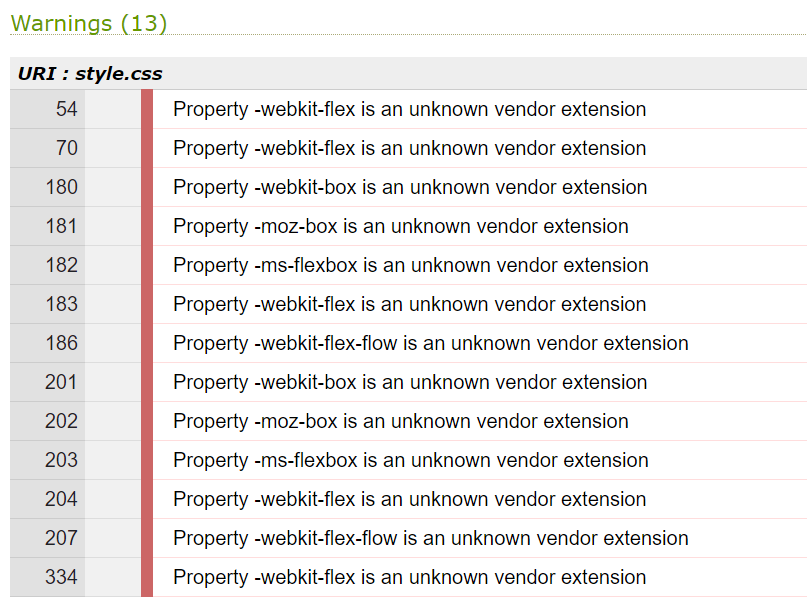 Warnings (13)
URI : style.css
54 Property -webkit-flex is an unknown vendor extension
70 Property -webkit-flex is an unknown vendor extension
180 Property -webkit-box is an unknown vendor extension
181 Property -moz-box is an unknown vendor extension
182 Property -ms-flexbox is an unknown vendor extension
183 Property -webkit-flex is an unknown vendor extension
186 Property -webkit-flex-flow is an unknown vendor extension
201 Property -webkit-box is an unknown vendor extension
202 Property -moz-box is an unknown vendor extension
203 Property -ms-flexbox is an unknown vendor extension
204 Property -webkit-flex is an unknown vendor extension
207 Property -webkit-flex-flow is an unknown vendor extension
334 Property -webkit-flex is an unknown vendor extension